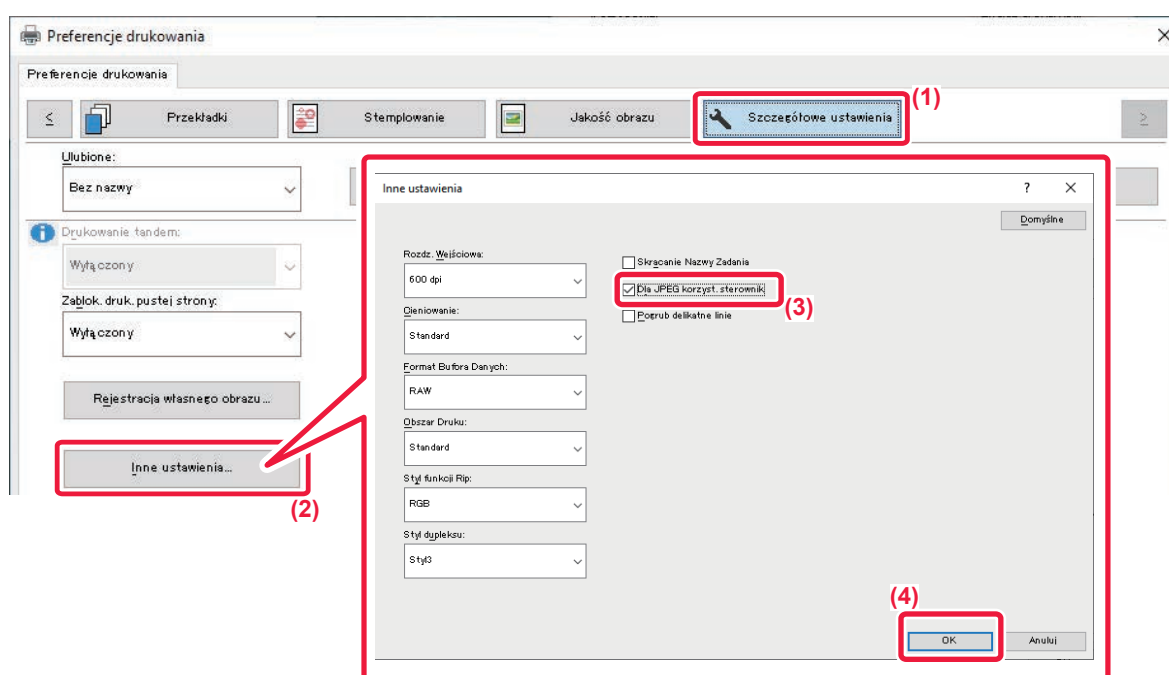 Preferencje drukowania
Preferencje drukowania
Przekładki
Stemplowanie
Jakość obrazu
Szczegółowe ustawienia
(1)
Ulubione:
Bez nazwy
Drukowanie tandem:
Wyłączony
Zablok. druk. pustej strony:
Wyłączony
Rejestracja własnego obrazu...
Inne ustawienia...
(2)
Inne ustawienia
?
Domyślne
Rozdz. Wejściowa:
600 dpi
Cieniowanie:
Standard
Format Bufora Danych:
RAW
Obszar Druku:
Standard
Styl funkcji Rip:
RGB
Styl dupleksu:
Styl3
Skracanie Nazwy Zadania
Dla JPEG korzyst. sterownik
(3)
Pogrub delikatne linie
(4)
OK
Anuluj